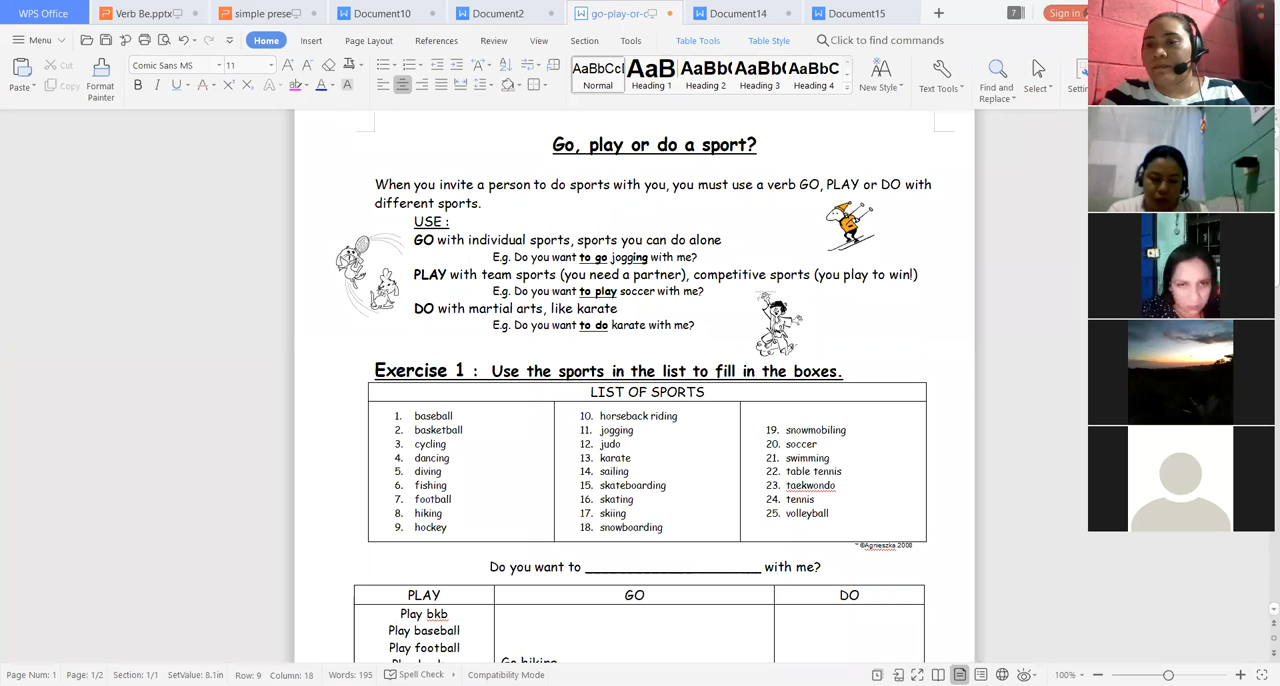 WPS Office Verb Be.pptx simple prese Document10 Document2 go-play-or-c Document14 Document15 + 7 Sign in
Menu Home Insert Page Layout References Review View Section Tools Table Tools Table Style Click to find commands
Paste Cut Copy Format Painter Comic Sans MS 11 AaBbCcI Normal AaB Heading 1 AaBb( Heading 2 AaBb( Heading 3 AaBbC Heading 4 New Style Text Tools Find and Replace Select Settin
Go, play or do a sport?
When you invite a person to do sports with you, you must use a verb GO, PLAY or DO with
different sports.
USE :
GO with individual sports, sports you can do alone
E.g. Do you want to go jogging with me?
PLAY with team sports (you need a partner), competitive sports (you play to win!)
E.g. Do you want to play soccer with me?
DO with martial arts, like karate
E.g. Do you want to do karate with me?
Exercise 1 : Use the sports in the list to fill in the boxes.
LIST OF SPORTS
1. baseball
2. basketball
3. cycling
4. dancing
5. diving
6. fishing
7. football
8. hiking
9. hockey
10. horseback riding
11. jogging
12. judo
13. karate
14. sailing
15. skateboarding
16. skating
17. skiing
18. snowboarding
19. snowmobiling
20. soccer
21. swimming
22. table tennis
23. taekwondo
24. tennis
25. volleyball
©Agnieszka 2008
Do you want to ______________________ with me?
PLAY GO DO
Play bkb
Play baseball
Play football
Go hiking
Page Num: 1 Page: 1/2 Section: 1/1 SetValue: 8.1in Row: 9 Column: 18 Words: 195 Spell Check Compatibility Mode 100%